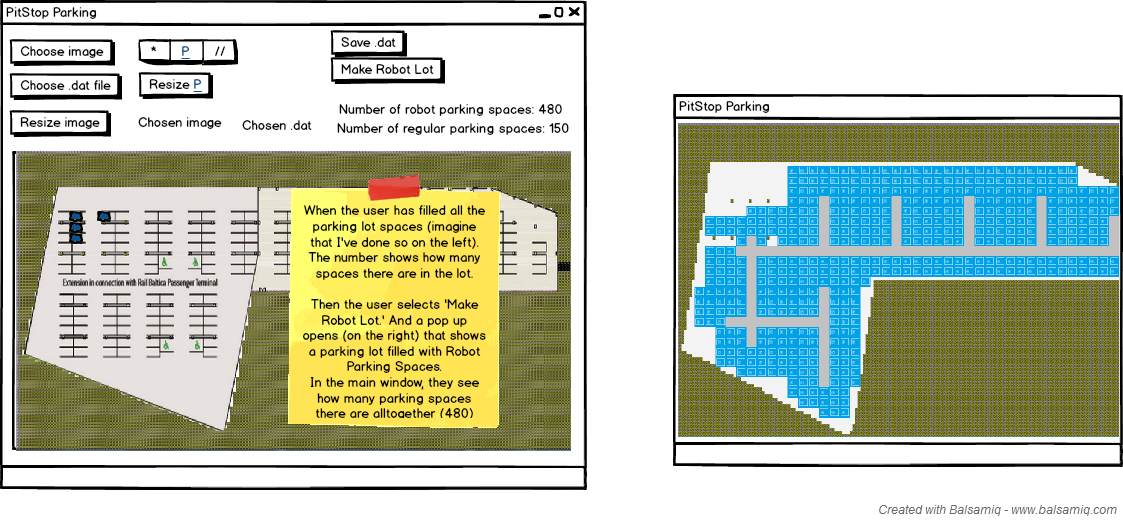 PitStop Parking
Choose image
* P //
Save .dat
Make Robot Lot
Choose .dat file
Resize P
Resize image
Chosen image
Chosen .dat
Number of robot parking spaces: 480
Number of regular parking spaces: 150
Extension in connection with Rail Baltica Passenger Terminal
When the user has filled all the
parking lot spaces (imagine
that I've done so on the left).
The number shows how many
spaces there are in the lot.
Then the user selects 'Make
Robot Lot.' And a pop up
opens (on the right) that shows
a parking lot filled with Robot
Parking Spaces.
In the main window, they see
how many parking spaces
there are alltogether (480)
PitStop Parking
Created with Balsamiq - www.balsamiq.com